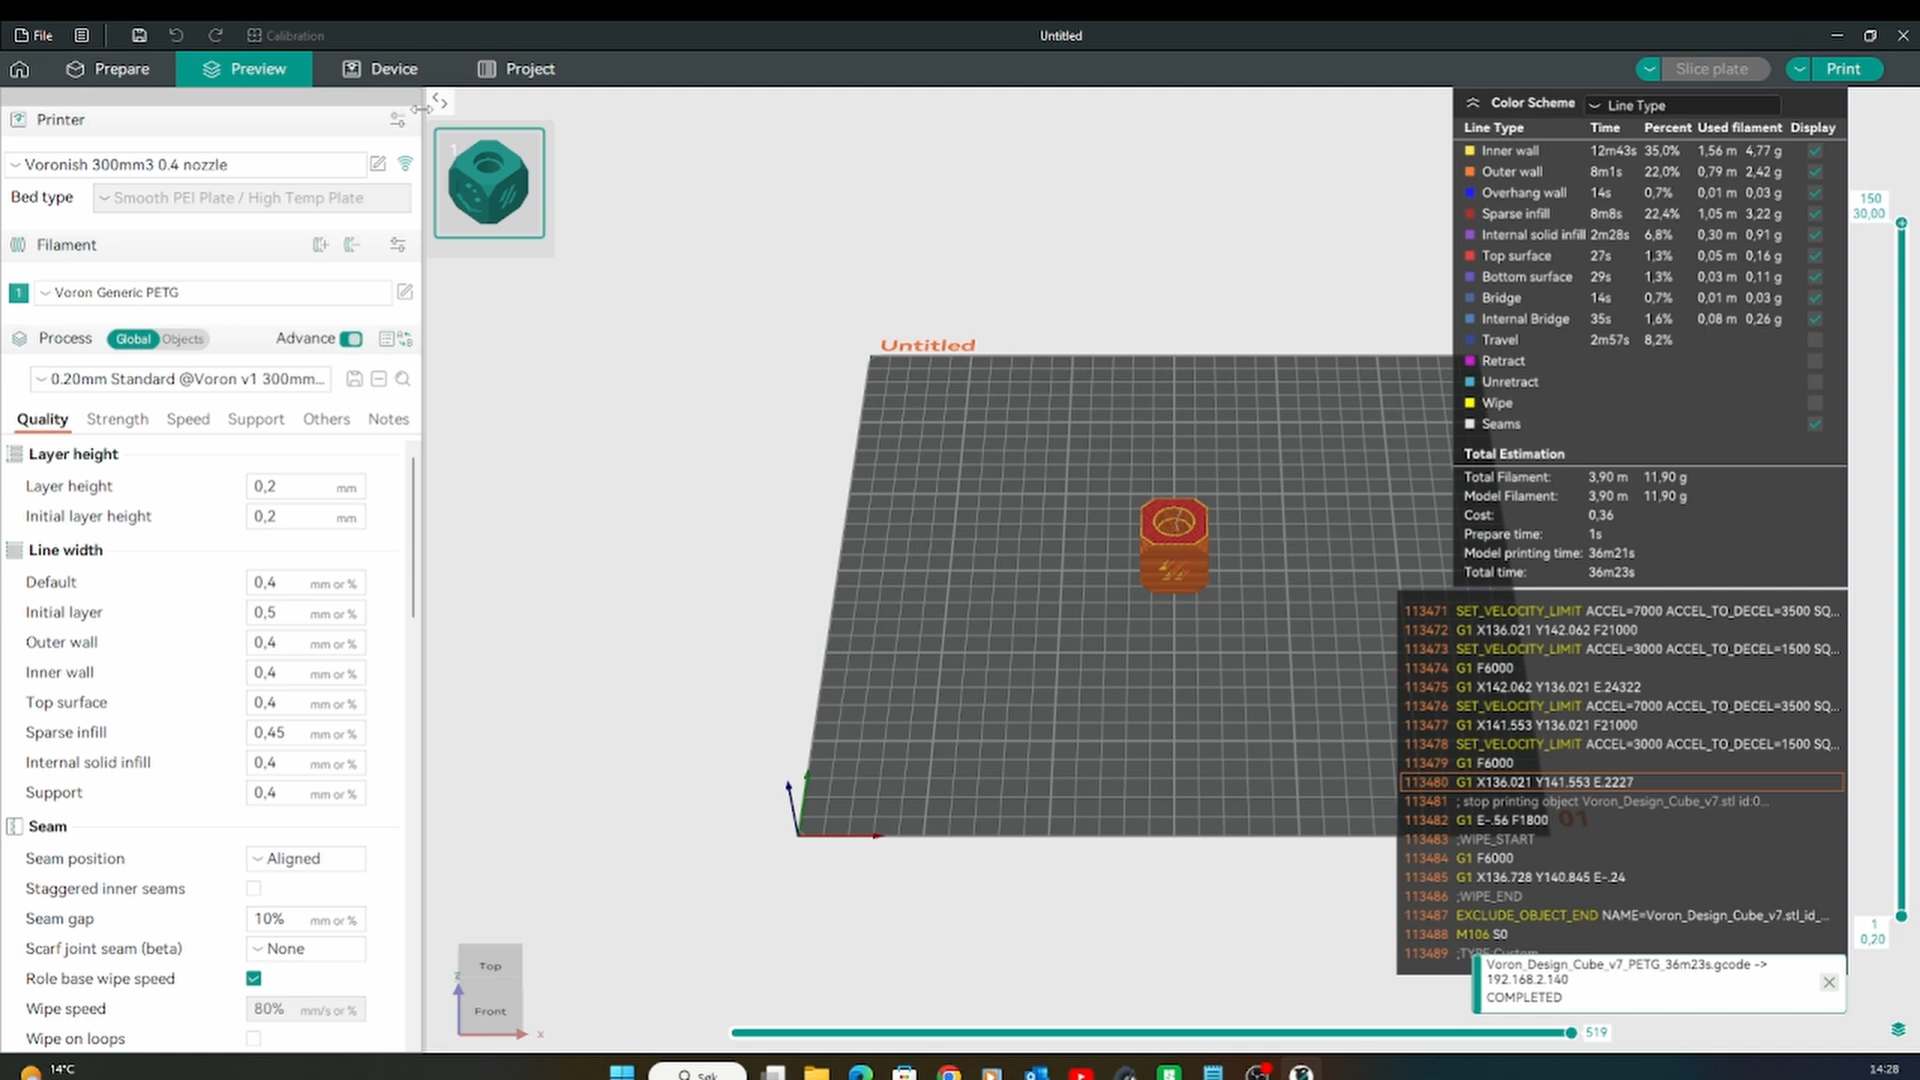 File
Calibration
Untitled
Prepare
Preview
Device
Project
Slice plate
Print
Printer
Voronish 300mm3 0.4 nozzle
Bed type
Smooth PEI Plate / High Temp Plate
Filament
1 Voron Generic PETG
Process Global Objects Advance
0.20mm Standard @Voron v1 300mm...
Quality Strength Speed Support Others Notes
Layer height
Layer height 0,2 mm
Initial layer height 0,2 mm
Line width
Default 0,4 mm or %
Initial layer 0,5 mm or %
Outer wall 0,4 mm or %
Inner wall 0,4 mm or %
Top surface 0,4 mm or %
Sparse infill 0,45 mm or %
Internal solid infill 0,4 mm or %
Support 0,4 mm or %
Seam
Seam position Aligned
Staggered inner seams
Seam gap 10% mm or %
Scarf joint seam (beta) None
Role base wipe speed
Wipe speed 80% mm/s or %
Wipe on loops
1
Untitled
01
Top
Front
z
x
Color Scheme Line Type
Line Type Time Percent Used filament Display
Inner wall 12m43s 35,0% 1,56 m 4,77 g
Outer wall 8m1s 22,0% 0,79 m 2,42 g
Overhang wall 14s 0,7% 0,01 m 0,03 g
Sparse infill 8m8s 22,4% 1,05 m 3,22 g
Internal solid infill 2m28s 6,8% 0,30 m 0,91 g
Top surface 27s 1,3% 0,05 m 0,16 g
Bottom surface 29s 1,3% 0,03 m 0,11 g
Bridge 14s 0,7% 0,01 m 0,03 g
Internal Bridge 35s 1,6% 0,08 m 0,26 g
Travel 2m57s 8,2%
Retract
Unretract
Wipe
Seams
Total Estimation
Total Filament: 3,90 m 11,90 g
Model Filament: 3,90 m 11,90 g
Cost: 0,36
Prepare time: 1s
Model printing time: 36m21s
Total time: 36m23s
113471 SET_VELOCITY_LIMIT ACCEL=7000 ACCEL_TO_DECEL=3500 SQ...
113472 G1 X136.021 Y142.062 F21000
113473 SET_VELOCITY_LIMIT ACCEL=3000 ACCEL_TO_DECEL=1500 SQ...
113474 G1 F6000
113475 G1 X142.062 Y136.021 E.24322
113476 SET_VELOCITY_LIMIT ACCEL=7000 ACCEL_TO_DECEL=3500 SQ...
113477 G1 X141.553 Y136.021 F21000
113478 SET_VELOCITY_LIMIT ACCEL=3000 ACCEL_TO_DECEL=1500 SQ...
113479 G1 F6000
113480 G1 X136.021 Y141.553 E.2227
113481 ; stop printing object Voron_Design_Cube_v7.stl id:0...
113482 G1 E-.56 F1800
113483 ;WIPE_START
113484 G1 F6000
113485 G1 X136.728 Y140.845 E-.24
113486 ;WIPE_END
113487 EXCLUDE_OBJECT_END NAME=Voron_Design_Cube_v7.stl_id_...
113488 M106 S0
113489 ;TYPE:Custom
Voron_Design_Cube_v7_PETG_36m23s.gcode ->
192.168.2.140
COMPLETED
150
30,00
1
0,20
519
14°C
Søk
14:28